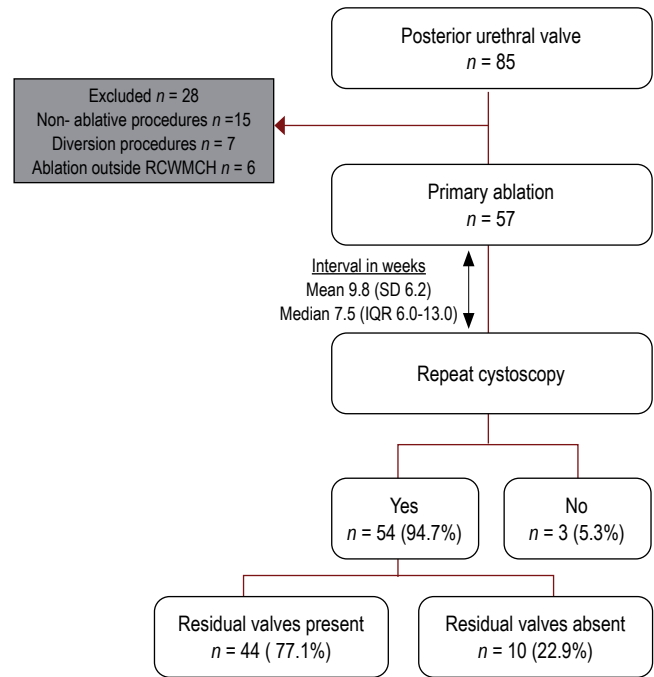 Posterior urethral valve
n = 85
Excluded n = 28
Non- ablative procedures n =15
Diversion procedures n = 7
Ablation outside RCWMCH n = 6
Primary ablation
n = 57
Interval in weeks
Mean 9.8 (SD 6.2)
Median 7.5 (IQR 6.0-13.0)
Repeat cystoscopy
Yes
n = 54 (94.7%)
No
n = 3 (5.3%)
Residual valves present
n = 44 ( 77.1%)
Residual valves absent
n = 10 (22.9%)